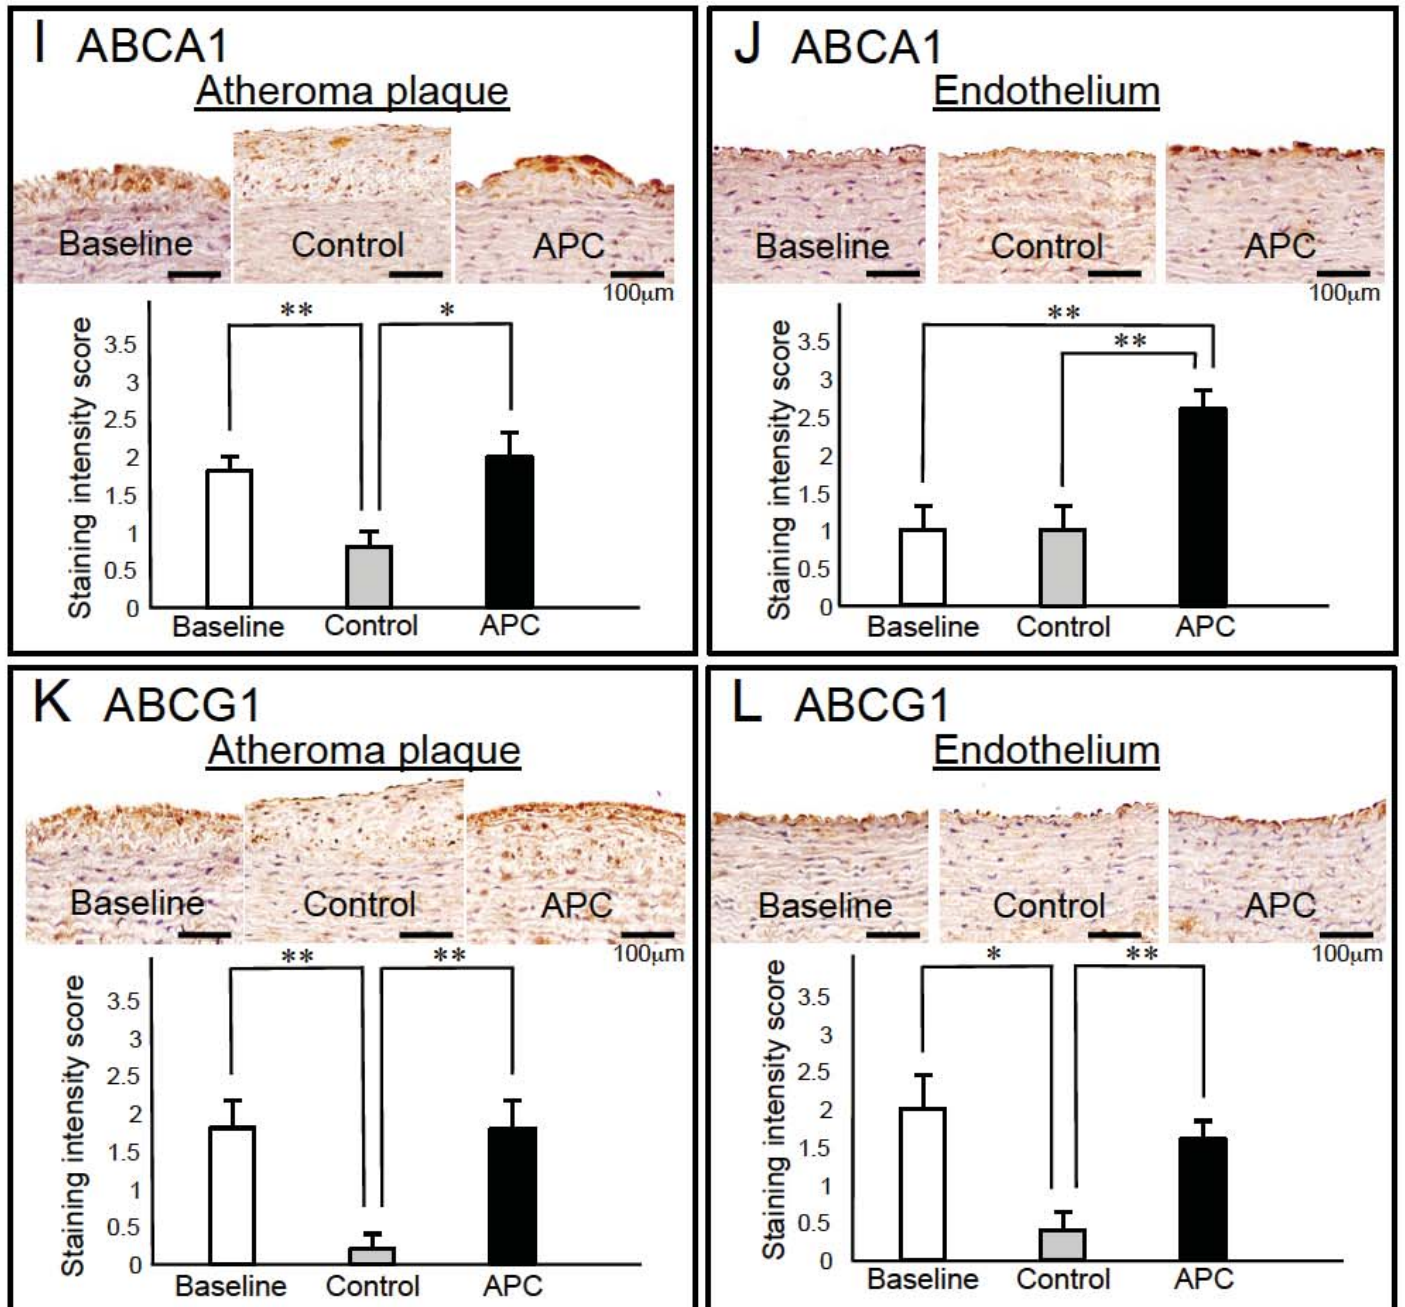 I ABCA1
Atheroma plaque
Baseline
Control
APC
100μm
** *
Staining intensity score
3.5
3
2.5
2
1.5
1
0.5
0
Baseline Control APC
J ABCA1
Endothelium
Baseline
Control
APC
100μm
**
**
Staining intensity score
3.5
3
2.5
2
1.5
1
0.5
0
Baseline Control APC
K ABCG1
Atheroma plaque
Baseline
Control
APC
100μm
** **
Staining intensity score
3.5
3
2.5
2
1.5
1
0.5
0
Baseline Control APC
L ABCG1
Endothelium
Baseline
Control
APC
100μm
* **
Staining intensity score
3.5
3
2.5
2
1.5
1
0.5
0
Baseline Control APC